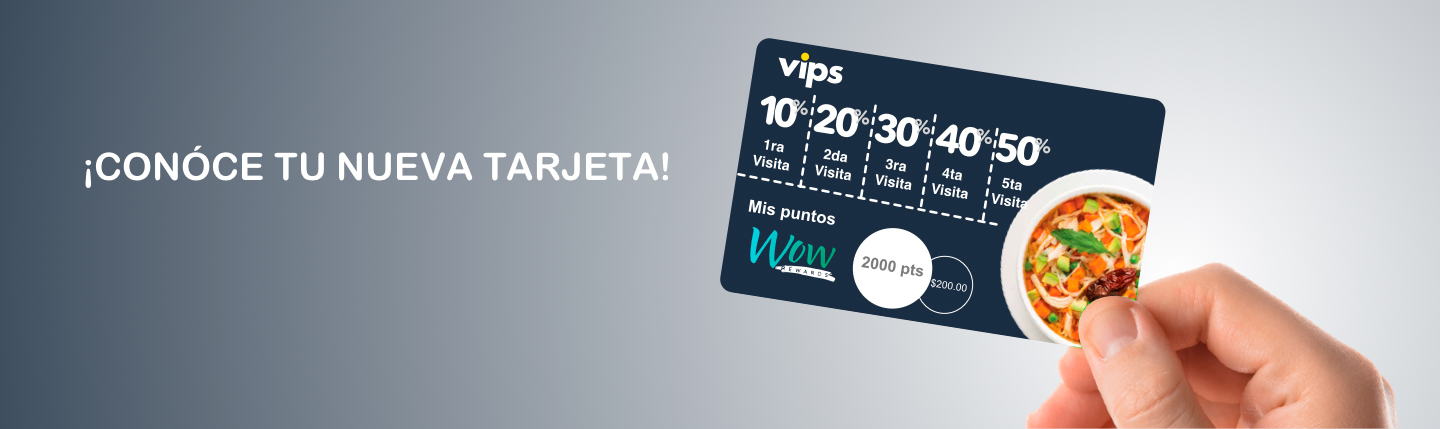 ¡CONÓCE TU NUEVA TARJETA!
vips
10% 20% 30% 40% 50%
1ra Visita
2da Visita
3ra Visita
4ta Visita
5ta Visita
Mis puntos
Wow
REWARDS
2000 pts
$200.00